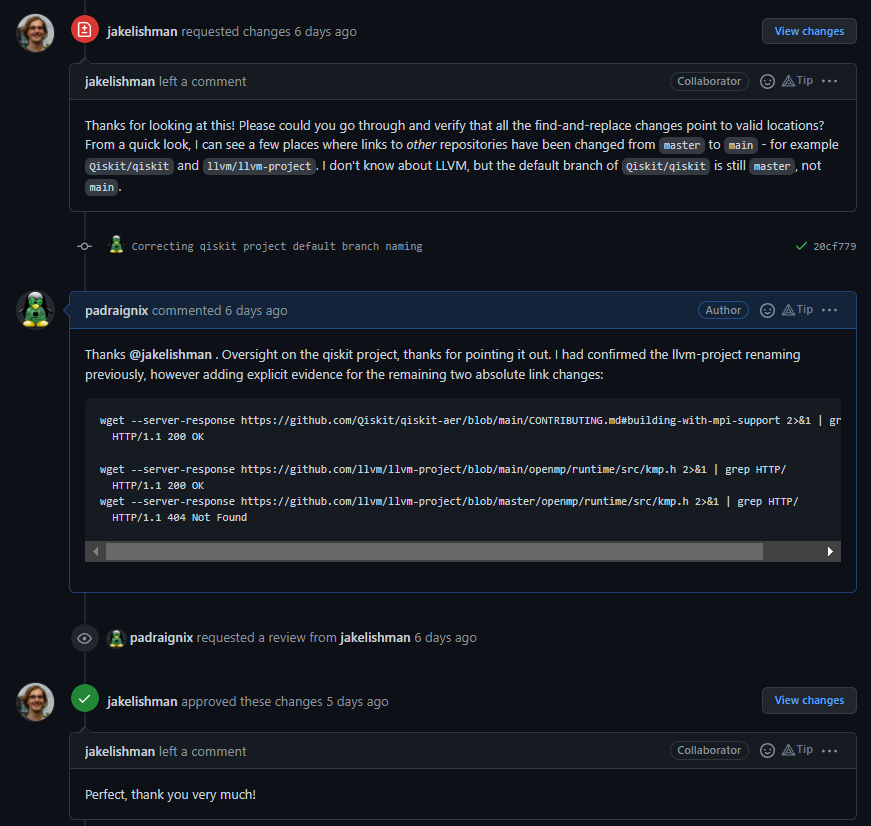 jakelishman requested changes 6 days ago
View changes
jakelishman left a comment
Collaborator
Tip
Thanks for looking at this! Please could you go through and verify that all the find-and-replace changes point to valid locations?
From a quick look, I can see a few places where links to other repositories have been changed from master to main - for example
Qiskit/qiskit and llvm/llvm-project. I don't know about LLVM, but the default branch of Qiskit/qiskit is still master, not
main.
Correcting qiskit project default branch naming
20cf779
padraignix commented 6 days ago
Author
Tip
Thanks @jakelishman . Oversight on the qiskit project, thanks for pointing it out. I had confirmed the llvm-project renaming
previously, however adding explicit evidence for the remaining two absolute link changes:
wget --server-response https://github.com/Qiskit/qiskit-aer/blob/main/CONTRIBUTING.md#building-with-mpi-support 2>&1 | gr
HTTP/1.1 200 OK
wget --server-response https://github.com/llvm/llvm-project/blob/main/openmp/runtime/src/kmp.h 2>&1 | grep HTTP/
HTTP/1.1 200 OK
wget --server-response https://github.com/llvm/llvm-project/blob/master/openmp/runtime/src/kmp.h 2>&1 | grep HTTP/
HTTP/1.1 404 Not Found
padraignix requested a review from jakelishman 6 days ago
jakelishman approved these changes 5 days ago
View changes
jakelishman left a comment
Collaborator
Tip
Perfect, thank you very much!